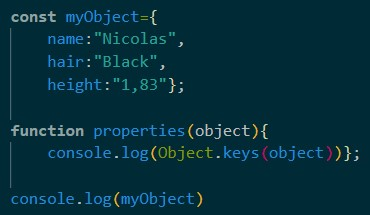 const myObject={
    name:"Nicolas",
    hair:"Black",
    height:"1,83"};

function properties(object){
    console.log(Object.keys(object))};

console.log(myObject)